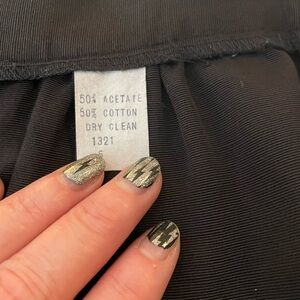 50% ACETATE
50% COTTON
DRY CLEAN
1321